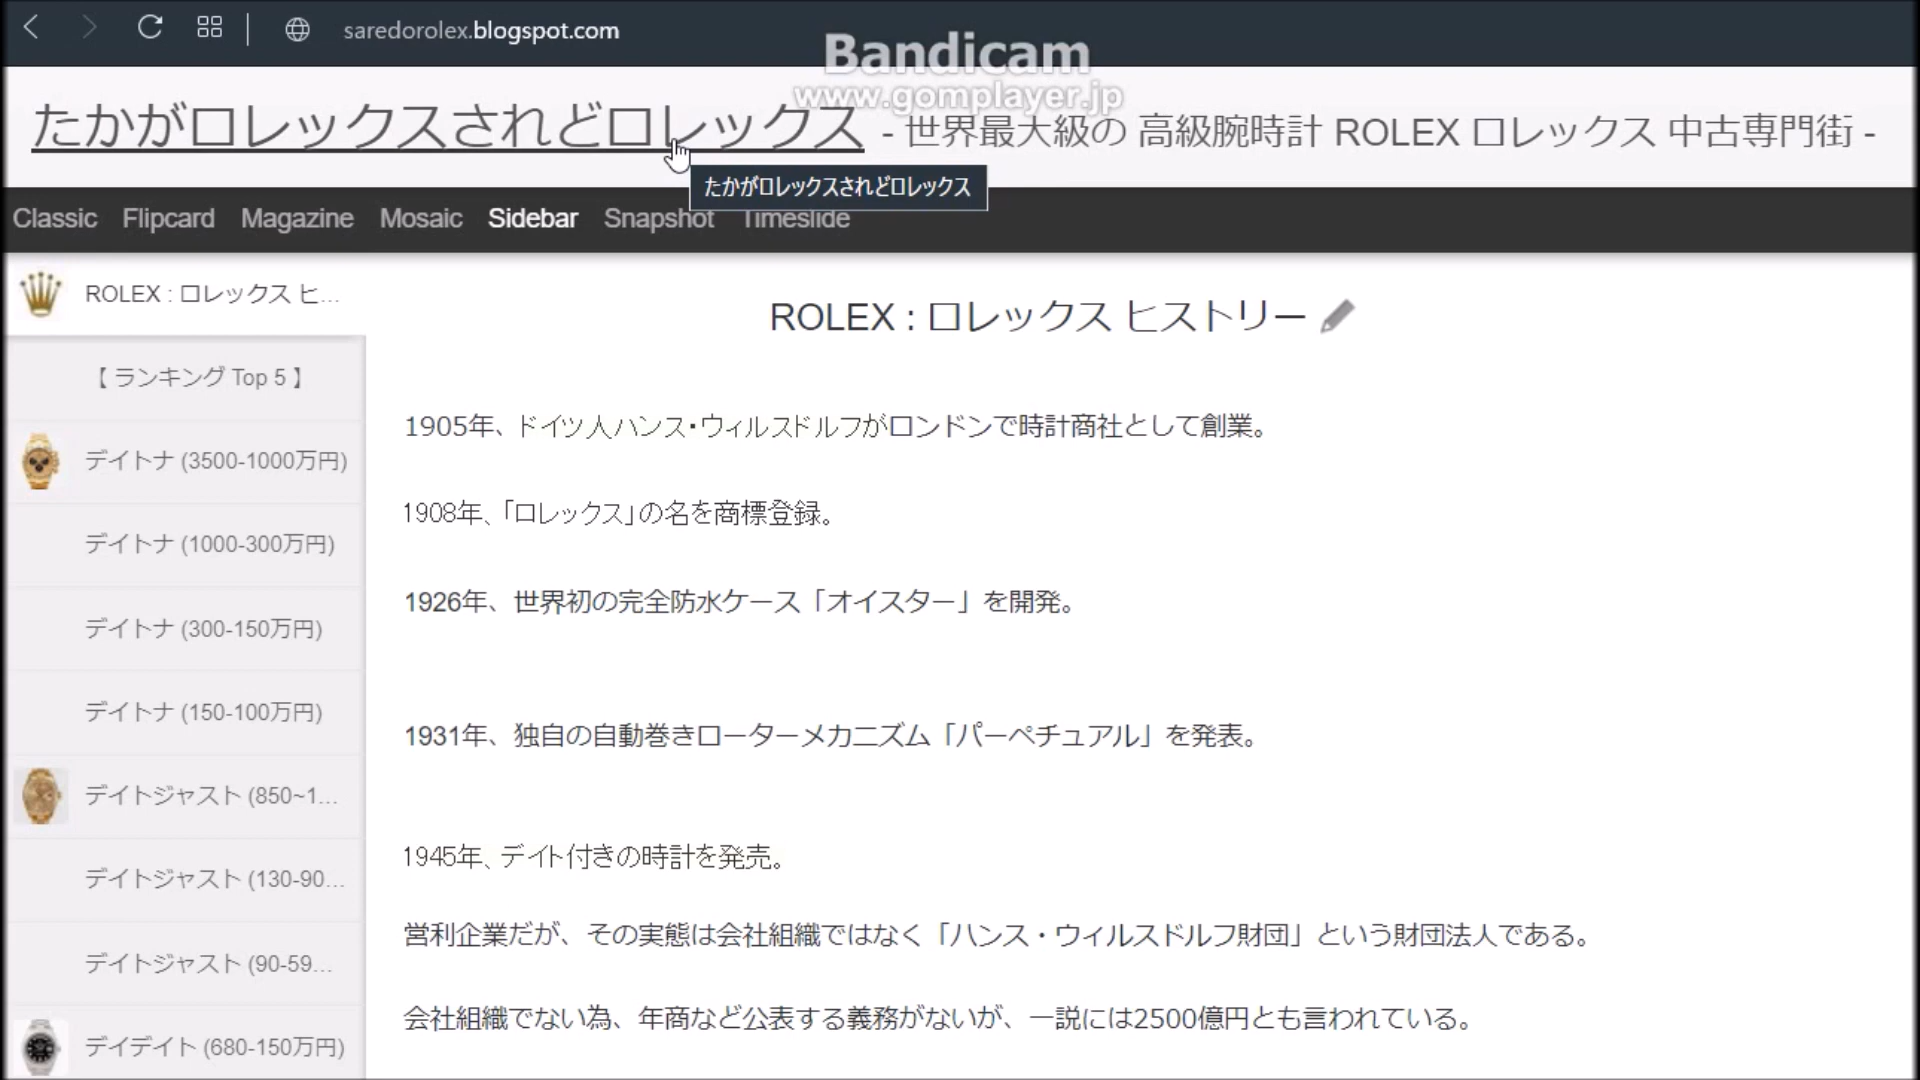 saredorolex.blogspot.com
Bandicam
www.gomplayer.jp
たかがロレックスされどロレックス - 世界最大級の 高級腕時計 ROLEX ロレックス 中古専門街 -
たかがロレックスされどロレックス
Classic Flipcard Magazine Mosaic Sidebar Snapshot Timeslide
ROLEX : ロレックス ヒ...
【 ランキング Top 5 】
デイトナ (3500-1000万円)
デイトナ (1000-300万円)
デイトナ (300-150万円)
デイトナ (150-100万円)
デイトジャスト (850~1...
デイトジャスト (130-90...
デイトジャスト (90-59...
デイデイト (680-150万円)
ROLEX : ロレックス ヒストリー
1905年、ドイツ人ハンス・ウィルスドルフがロンドンで時計商社として創業。
1908年、「ロレックス」の名を商標登録。
1926年、世界初の完全防水ケース「オイスター」を開発。
1931年、独自の自動巻きローターメカニズム「パーペチュアル」を発表。
1945年、デイト付きの時計を発売。
営利企業だが、その実態は会社組織ではなく「ハンス・ウィルスドルフ財団」という財団法人である。
会社組織でない為、年商など公表する義務がないが、一説には2500億円とも言われている。